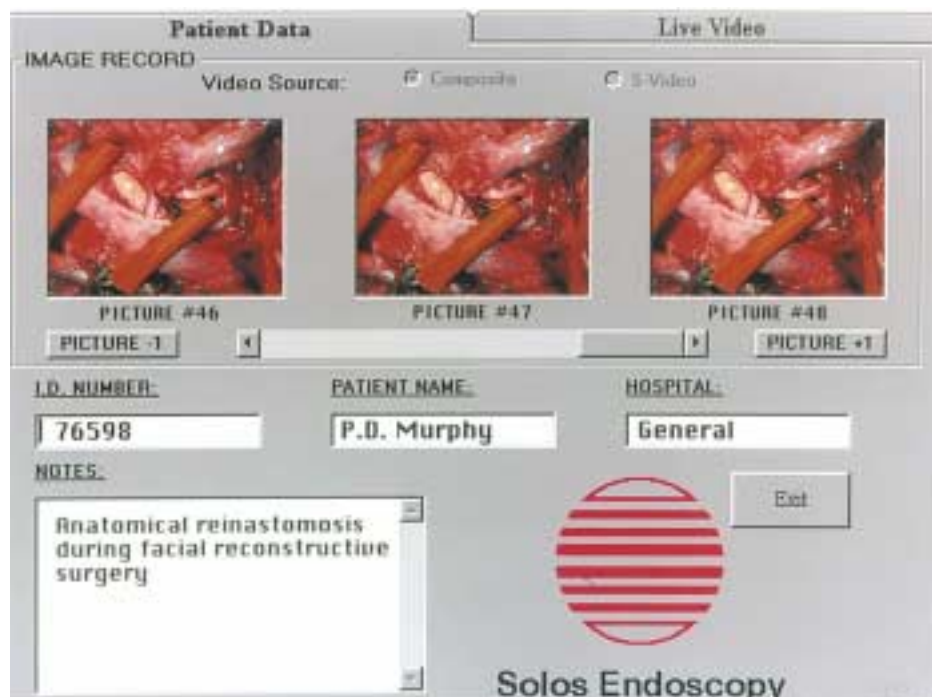 Patient Data
Live Video
IMAGE RECORD
Video Source: Composite S-Video
PICTURE #46 PICTURE #47 PICTURE #48
PICTURE -1 PICTURE +1
I.D. NUMBER: PATIENT NAME: HOSPITAL:
76598 P.D. Murphy General
NOTES:
Exit
Anatomical reinastomosis
during facial reconstructive
surgery
Solos Endoscopy